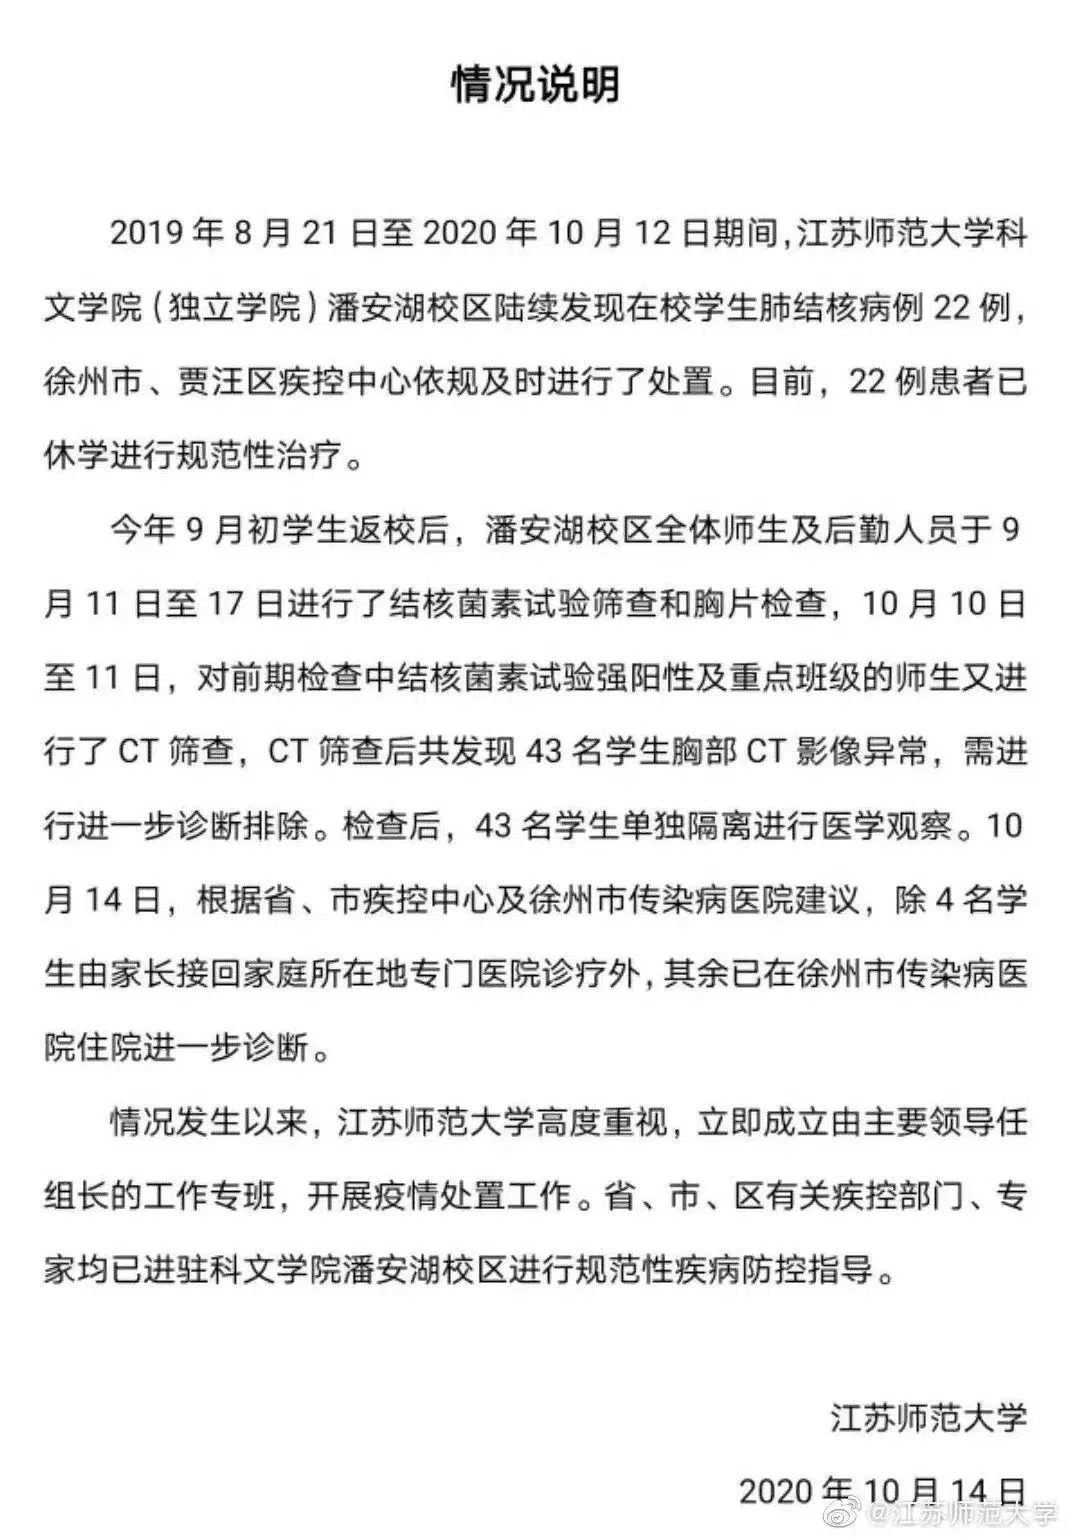 情况说明
2019 年 8 月 21 日至 2020 年 10 月 12 日期间,江苏师范大学科
文学院（独立学院）潘安湖校区陆续发现在校学生肺结核病例 22 例，
徐州市、贾汪区疾控中心依规及时进行了处置。目前，22 例患者已
休学进行规范性治疗。
今年 9 月初学生返校后，潘安湖校区全体师生及后勤人员于 9
月 11 日至 17 日进行了结核菌素试验筛查和胸片检查，10 月 10 日
至 11 日，对前期检查中结核菌素试验强阳性及重点班级的师生又进
行了 CT 筛查，CT 筛查后共发现 43 名学生胸部 CT 影像异常，需进
行进一步诊断排除。检查后，43 名学生单独隔离进行医学观察。10
月 14 日，根据省、市疾控中心及徐州市传染病医院建议，除 4 名学
生由家长接回家庭所在地专门医院诊疗外,其余已在徐州市传染病医
院住院进一步诊断。
情况发生以来，江苏师范大学高度重视，立即成立由主要领导任
组长的工作专班，开展疫情处置工作。省、市、区有关疾控部门、专
家均已进驻科文学院潘安湖校区进行规范性疾病防控指导。
江苏师范大学
2020 年 10 月 14 日
@江苏师范大学